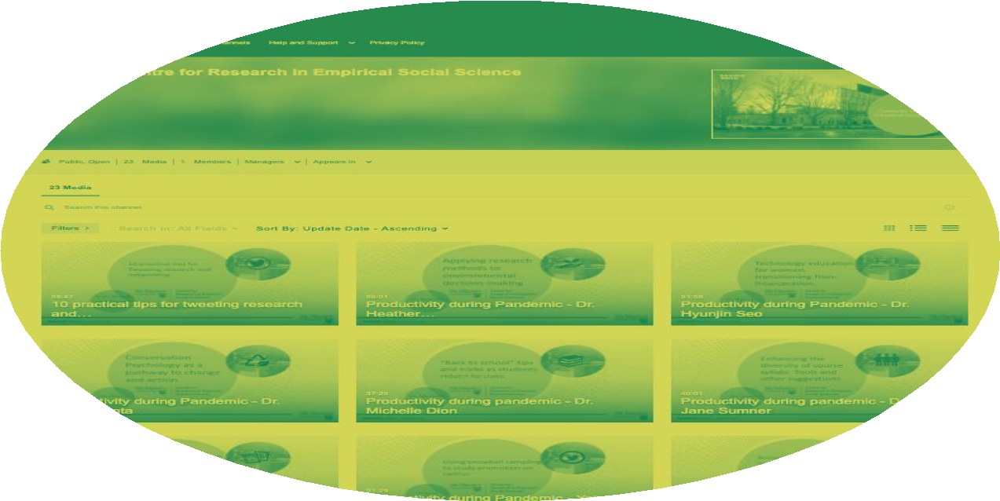 Help and Support Privacy Policy
for Research in Empirical Social Science
Public, Open | 23 Media | 1 Members | Managers | Appears in
23 Media
Search this channel
Filters Search In: All Fields Sort By: Update Date - Ascending
10 practical tips for
Tweeting research and
networking
58:47
10 practical tips for tweeting research
and...
Applying research
methods to
environmental
decision making
56:51
Productivity during Pandemic - Dr.
Heather...
Technology education
for women
transitioning from
incarceration
51:58
Productivity during Pandemic - Dr.
Hyunjin Seo
Conservation
Psychology as a
pathway to change
and action
during Pandemic - Dr.
"Back to school" tips
and tricks as students
return to class
37:29
Productivity during pandemic - Dr.
Michelle Dion
Enhancing the
diversity of course
syllabi: Tools and
other suggestions
40:01
Productivity during pandemic -
Jane Sumner
Using snowball sampling
to study promotion on
twitter
51:29
during Pandemic -